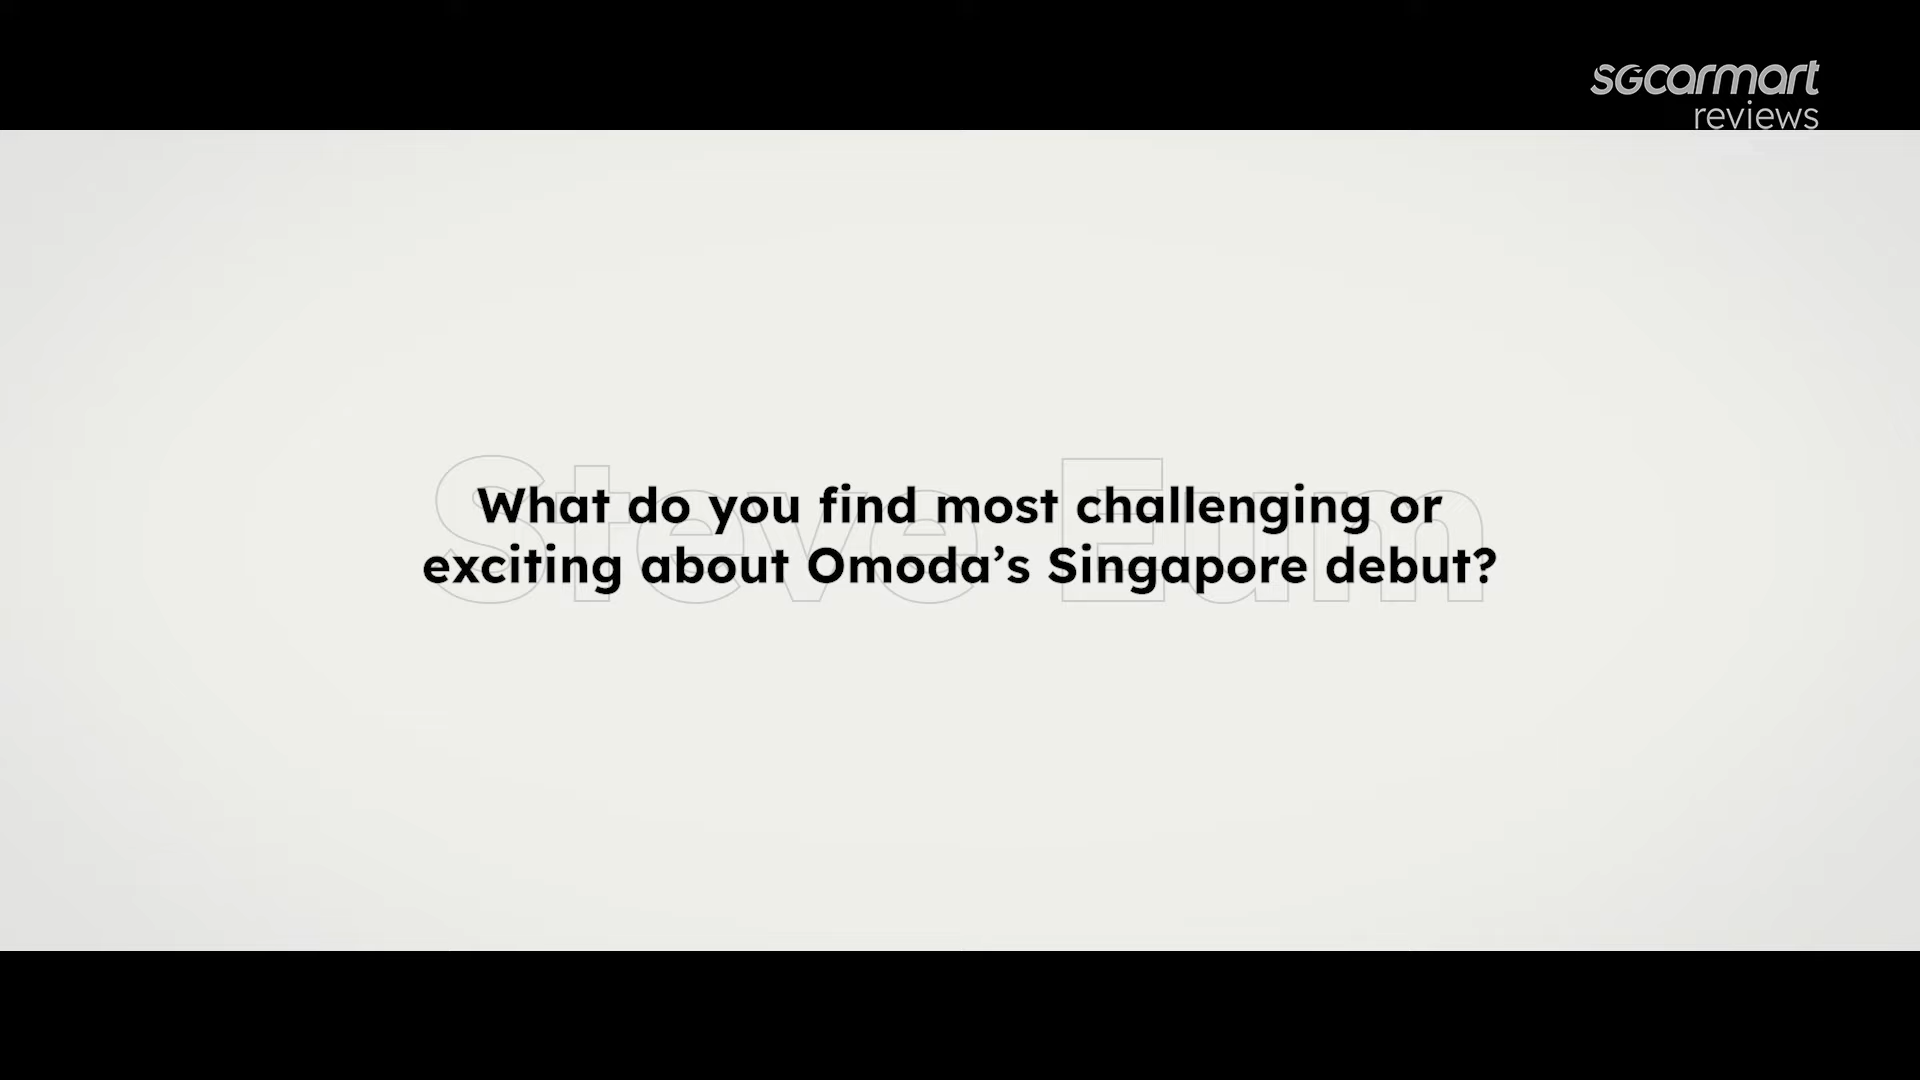 sgcarmart
reviews
Steve Eum
What do you find most challenging or
exciting about Omoda’s Singapore debut?